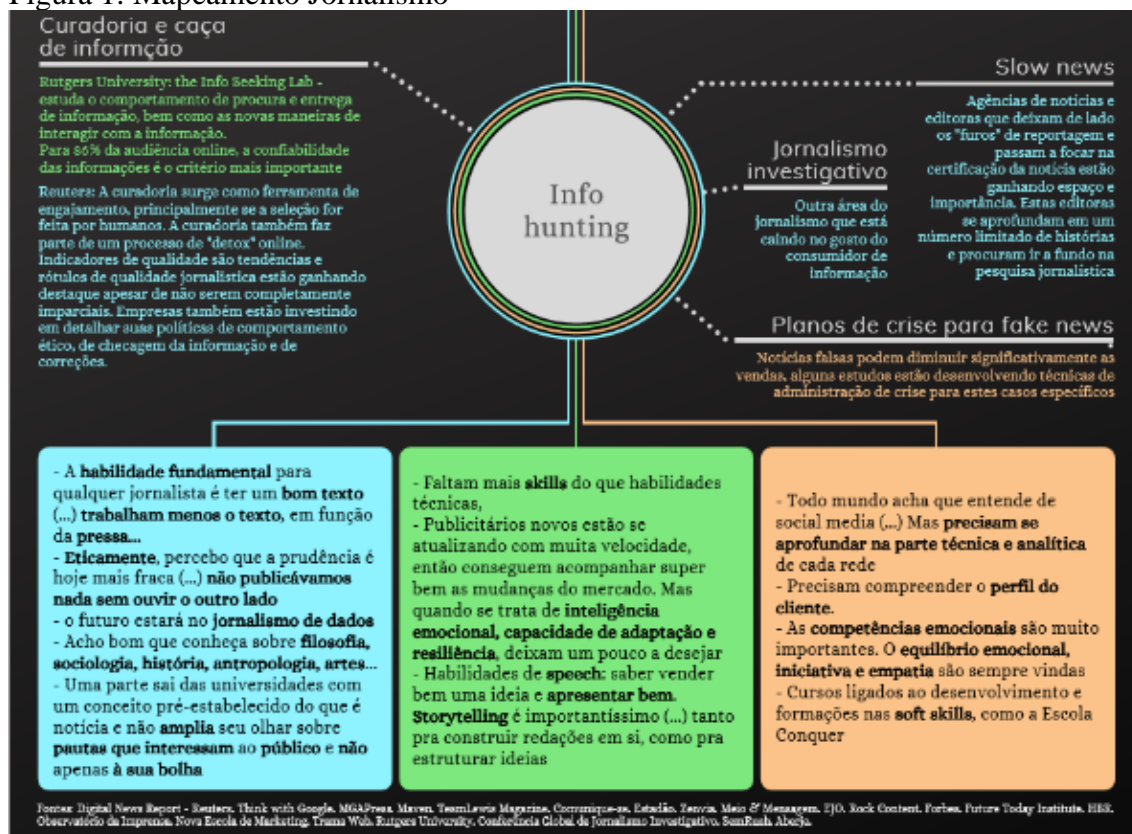 Figura 1: Mapeamento Jornalismo
Curadoria e caça
de informção
Rutgers University: the Info Seeking Lab -
estuda o comportamento de procura e entrega
de informação, bem como as novas maneiras de
interagir com a informação.
Para 86% da audiência online, a confiabilidade
das informações é o critério mais importante
Reuters: A curadoria surge como ferramenta de
engajamento, principalmente se a seleção for
feita por humanos. A curadoria também faz
parte de um processo de "detox" online.
Indicadores de qualidade são tendências e
rótulos de qualidade jornalística estão ganhando
destaque apesar de não serem completamente
imparciais. Empresas também estão investindo
em detalhar suas políticas de comportamento
ético, de checagem da informação e de
correções.
Info
hunting
Slow news
Agências de notícias e
editoras que deixam de lado
os "furos" de reportagem e
passam a focar na
certificação da notícia estão
ganhando espaço e
importância. Estas editoras
se aprofundam em um
número limitado de histórias
e procuram ir a fundo na
pesquisa jornalística
Jornalismo
investigativo
Outra área do
jornalismo que está
caindo no gosto do
consumidor de
informação
Planos de crise para fake news
Notícias falsas podem diminuir significativamente as
vendas, alguns estudos estão desenvolvendo técnicas de
administração de crise para estes casos específicos
- A habilidade fundamental para
qualquer jornalista é ter um bom texto
(...) trabalham menos o texto, em função
da pressa...
- Eticamente, percebo que a prudência é
hoje mais fraca (...) não publicávamos
nada sem ouvir o outro lado
- o futuro estará no jornalismo de dados
- Acho bom que conheça sobre filosofia,
sociologia, história, antropologia, artes...
- Uma parte sai das universidades com
um conceito pré-estabelecido do que é
notícia e não amplia seu olhar sobre
pautas que interessam ao público e não
apenas à sua bolha
- Faltam mais skills do que habilidades
técnicas,
- Publicitários novos estão se
atualizando com muita velocidade,
então conseguem acompanhar super
bem as mudanças do mercado. Mas
quando se trata de inteligência
emocional, capacidade de adaptação e
resiliência, deixam um pouco a desejar
- Habilidades de speech: saber vender
bem uma ideia e apresentar bem.
Storytelling é importantíssimo (...) tanto
pra construir redações em si, como pra
estruturar ideias
- Todo mundo acha que entende de
social media (...) Mas precisam se
aprofundar na parte técnica e analítica
de cada rede
- Precisam compreender o perfil do
cliente.
- As competências emocionais são muito
importantes. O equilíbrio emocional,
iniciativa e empatia são sempre vindas
- Cursos ligados ao desenvolvimento e
formações nas soft skills, como a Escola
Conquer
Fontes: Digital News Report - Reuters, Think with Google, MGAPress, Maven, TeamLewis Magazine, Comunique-se, Estadão, Zenvia, Meio & Mensagem, EJO, Rock Content, Forbes, Future Today Institute, HBR,
Observatório da Imprensa, Nova Escola de Marketing, Trama Web, Rutgers University, Conferência Global de Jornalismo Investigativo, SemRush, Aberje.